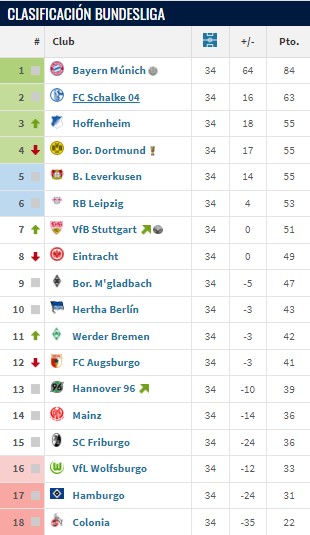 CLASIFICACIÓN BUNDESLIGA
# Club +/- Pto.
1 Bayern Múnich 34 64 84
2 FC Schalke 04 34 16 63
3 Hoffenheim 34 18 55
4 Bor. Dortmund 34 17 55
5 B. Leverkusen 34 14 55
6 RB Leipzig 34 4 53
7 VfB Stuttgart 34 0 51
8 Eintracht 34 0 49
9 Bor. M'gladbach 34 -5 47
10 Hertha Berlín 34 -3 43
11 Werder Bremen 34 -3 42
12 FC Augsburgo 34 -3 41
13 Hannover 96 34 -10 39
14 Mainz 34 -14 36
15 SC Friburgo 34 -24 36
16 VfL Wolfsburgo 34 -12 33
17 Hamburgo 34 -24 31
18 Colonia 34 -35 22